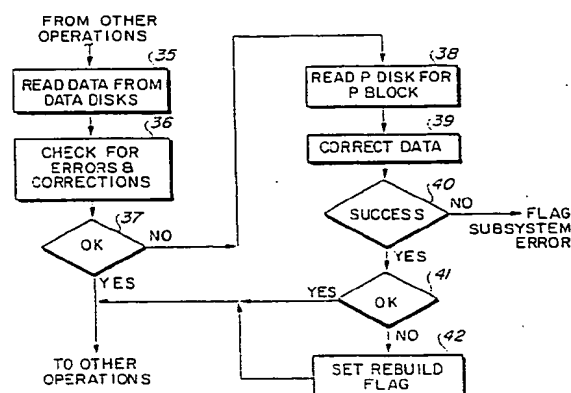 FROM OTHER
OPERATIONS
35
READ DATA FROM
DATA DISKS
36
CHECK FOR
ERRORS &
CORRECTIONS
37
OK
NO
YES
TO OTHER
OPERATIONS
38
READ P DISK FOR
P BLOCK
39
CORRECT DATA
40
SUCCESS
NO
FLAG
SUBSYSTEM
ERROR
YES
41
YES
OK
NO
42
SET REBUILD
FLAG